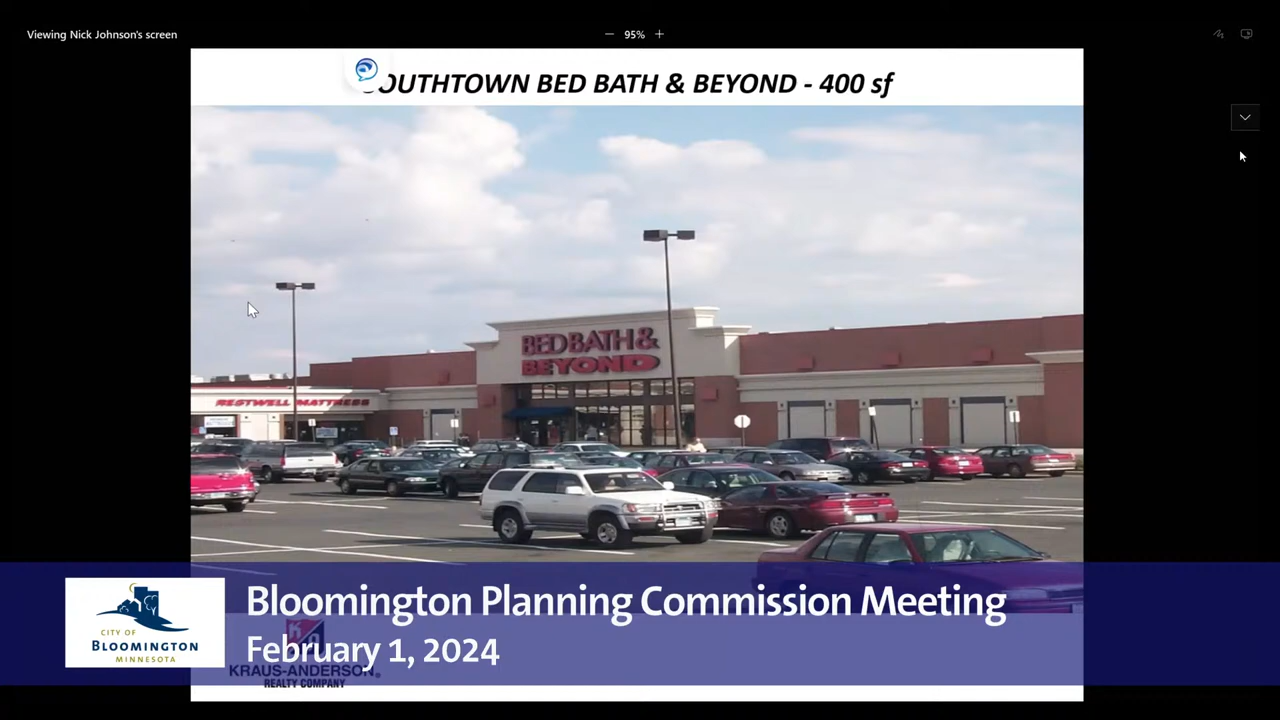 Viewing Nick Johnson's screen
95%
OUTHTOWN BED BATH & BEYOND - 400 sf
BED BATH &
BEYOND
RESTWELL MATTRESS
CITY OF
BLOOMINGTON
MINNESOTA
Bloomington Planning Commission Meeting
February 1, 2024
KRAUS-ANDERSON®
REALTY COMPANY